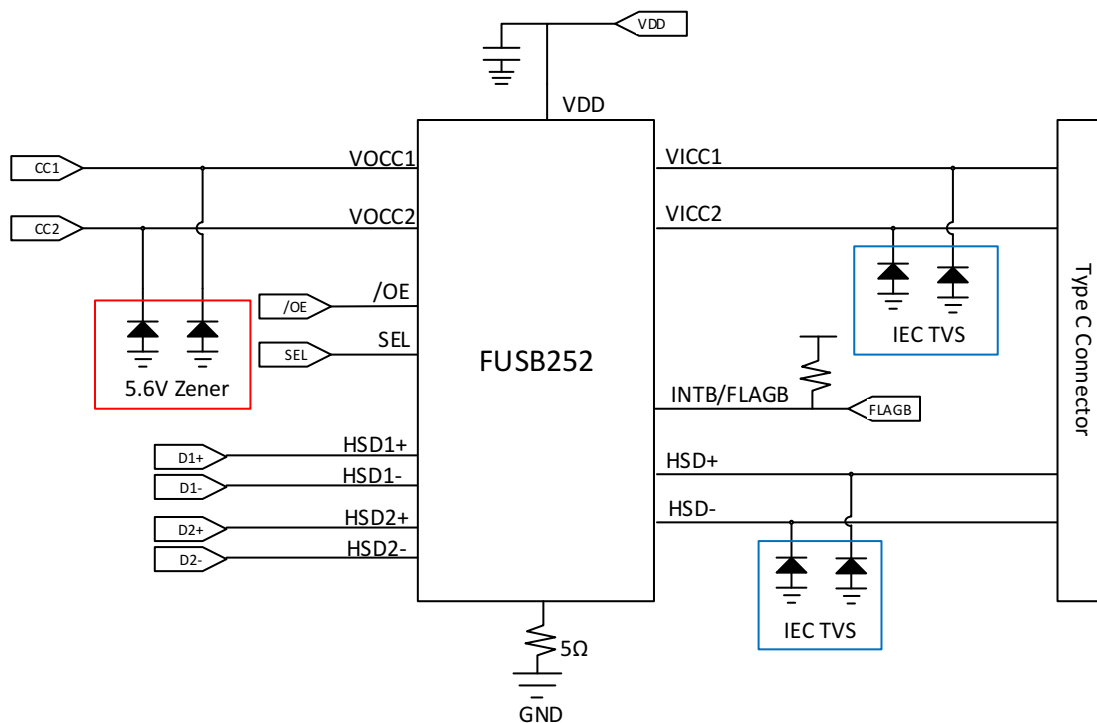 VDD
VDD
CC1
VOCC1
VICC1
CC2
VOCC2
VICC2
/OE
/OE
SEL
SEL
5.6V Zener
FUSB252
IEC TVS
Type C Connector
INTB/FLAGB
FLAGB
D1+
HSD1+
D1-
HSD1-
D2+
HSD2+
D2-
HSD2-
HSD+
HSD-
IEC TVS
5Ω
GND